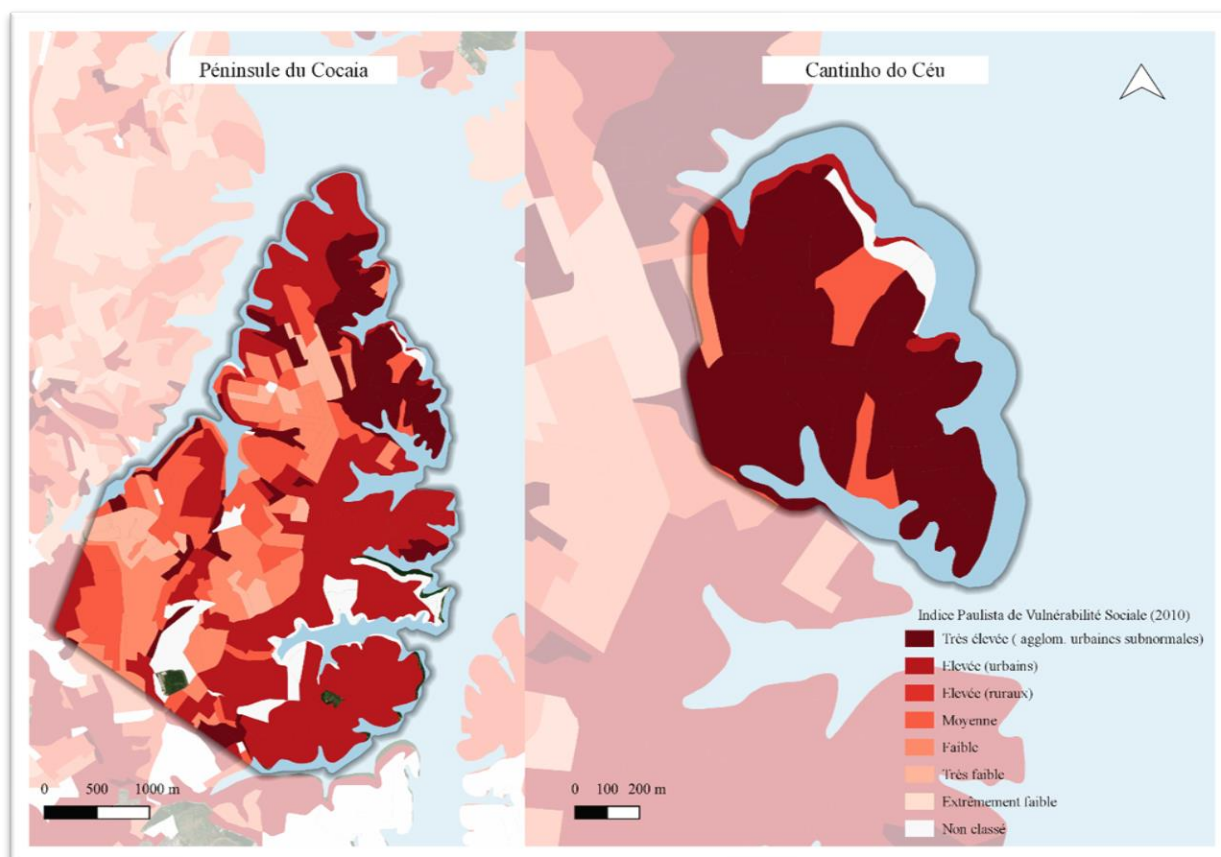 Péninsule du Cocaia
Cantinho do Céu
Indice Paulista de Vulnérabilité Sociale (2010)
Très élevée ( agglom. urbaines subnormales)
Elevée (urbains)
Elevée (ruraux)
Moyenne
Faible
Très faible
Extrêmement faible
Non classé
0 500 1000 m
0 100 200 m